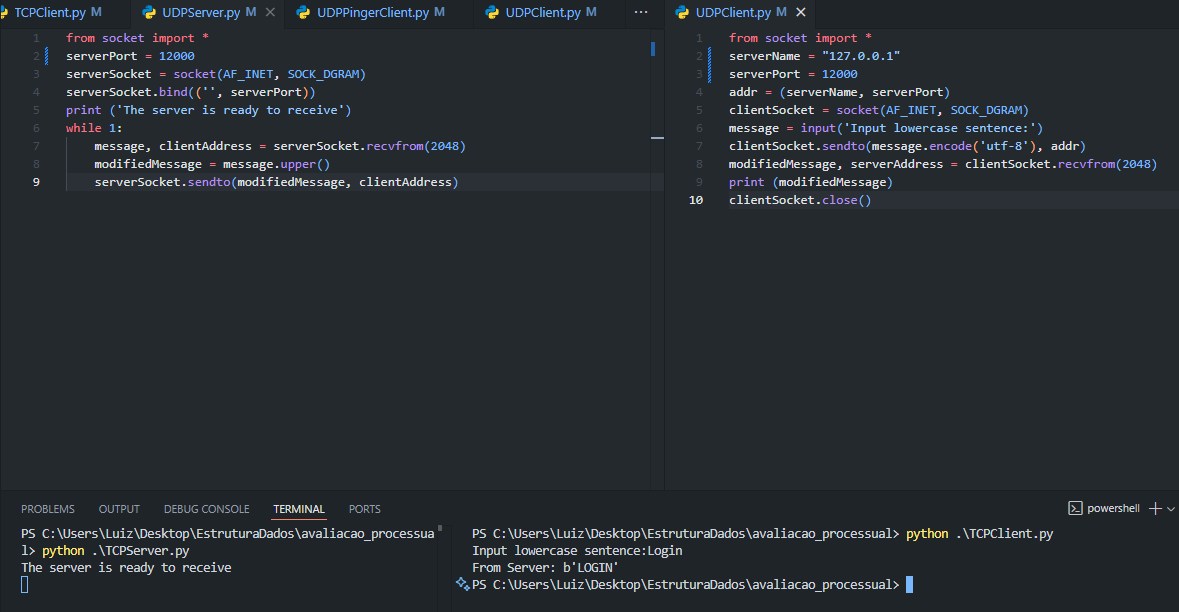 TCPClient.py M UDPServer.py M × UDPPingerClient.py M UDPClient.py M ...
1 from socket import *
2 serverPort = 12000
3 serverSocket = socket(AF_INET, SOCK_DGRAM)
4 serverSocket.bind(('', serverPort))
5 print ('The server is ready to receive')
6 while 1:
7 message, clientAddress = serverSocket.recvfrom(2048)
8 modifiedMessage = message.upper()
9 serverSocket.sendto(modifiedMessage, clientAddress)
UDPClient.py M ×
1 from socket import *
2 serverName = "127.0.0.1"
3 serverPort = 12000
4 addr = (serverName, serverPort)
5 clientSocket = socket(AF_INET, SOCK_DGRAM)
6 message = input('Input lowercase sentence:')
7 clientSocket.sendto(message.encode('utf-8'), addr)
8 modifiedMessage, serverAddress = clientSocket.recvfrom(2048)
9 print (modifiedMessage)
10 clientSocket.close()
PROBLEMS OUTPUT DEBUG CONSOLE TERMINAL PORTS
powershell
PS C:\Users\Luiz\Desktop\EstruturaDados\avaliacao_processua
l> python .\TCPServer.py
The server is ready to receive
PS C:\Users\Luiz\Desktop\EstruturaDados\avaliacao_processual> python .\TCPClient.py
Input lowercase sentence:Login
From Server: b'LOGIN'
PS C:\Users\Luiz\Desktop\EstruturaDados\avaliacao_processual>